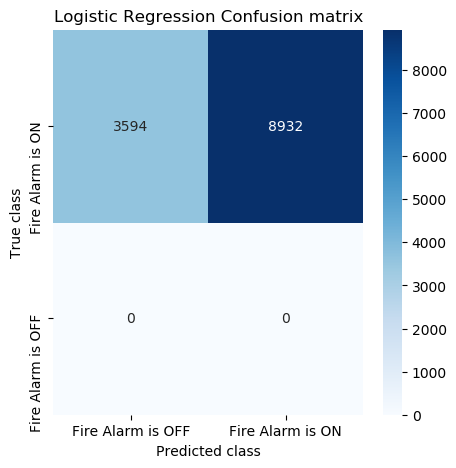 Logistic Regression Confusion matrix
True class
Fire Alarm is ON
3594 8932
Fire Alarm is OFF
0 0
Fire Alarm is OFF Fire Alarm is ON
Predicted class
8000
7000
6000
5000
4000
3000
2000
1000
0